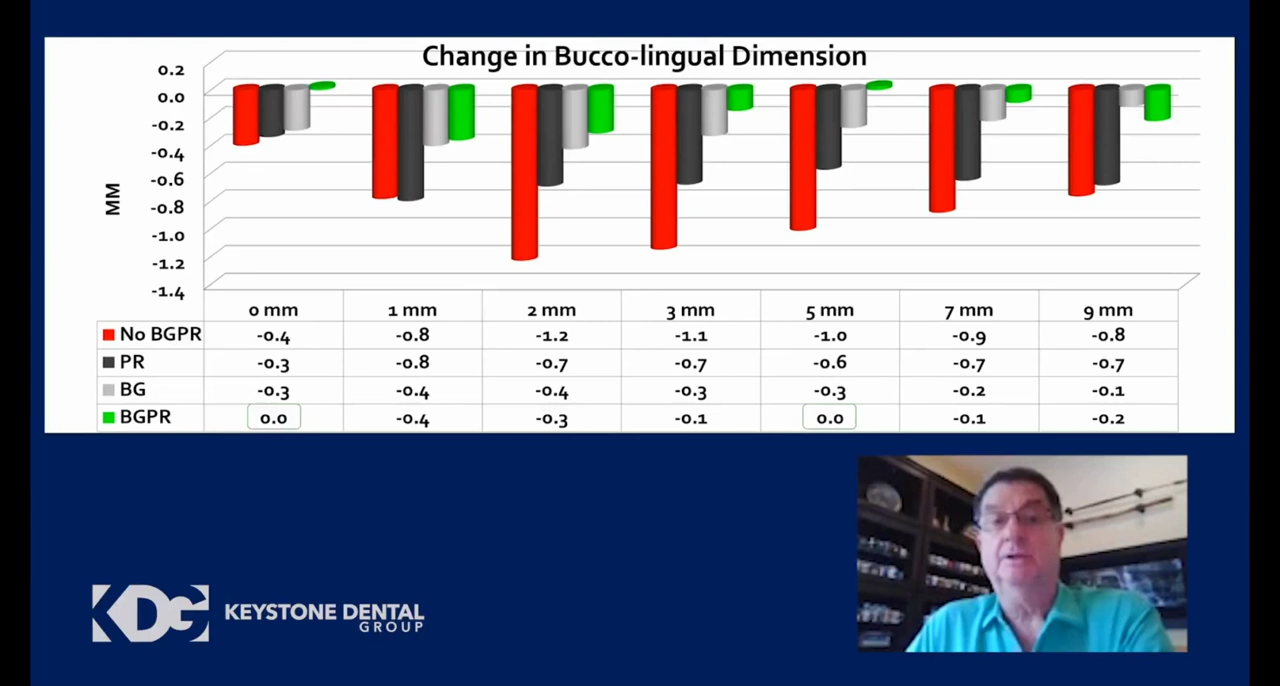 Change in Bucco-lingual Dimension
0.2
0.0
-0.2
-0.4
-0.6
-0.8
-1.0
-1.2
-1.4
MM
0 mm 1 mm 2 mm 3 mm 5 mm 7 mm 9 mm
No BGPR -0.4 -0.8 -1.2 -1.1 -1.0 -0.9 -0.8
PR -0.3 -0.8 -0.7 -0.7 -0.6 -0.7 -0.7
BG -0.3 -0.4 -0.4 -0.3 -0.3 -0.2 -0.1
BGPR 0.0 -0.4 -0.3 -0.1 0.0 -0.1 -0.2
KDG KEYSTONE DENTAL
GROUP